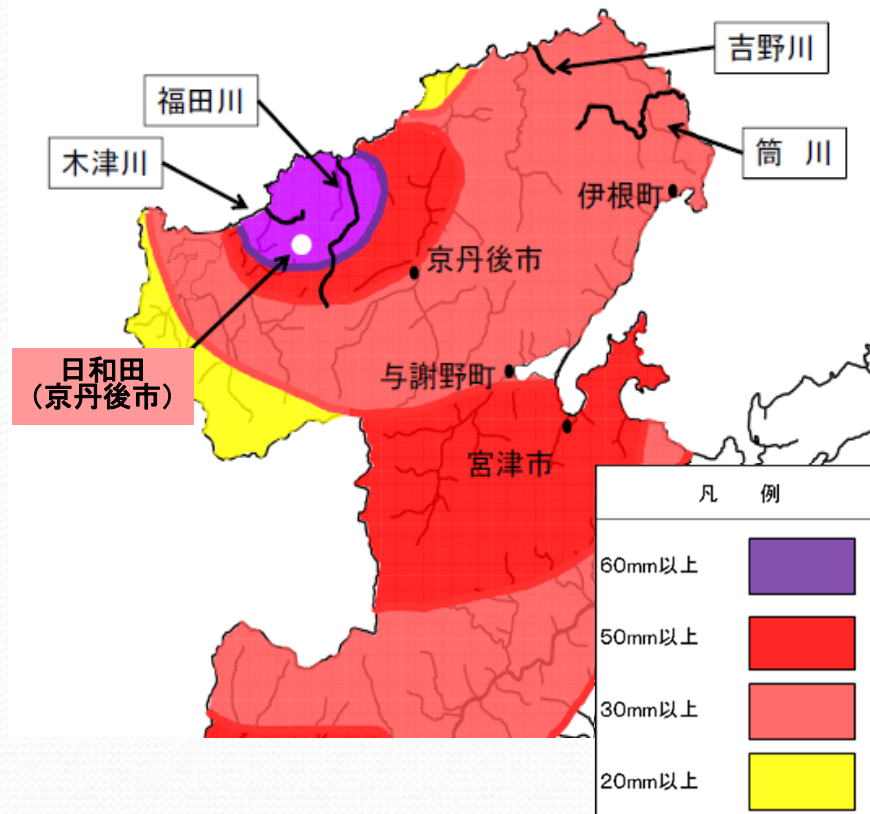 吉野川
福田川
木津川
筒　川
伊根町
京丹後市
日和田
（京丹後市）
与謝野町
宮津市
凡　例
60mm以上
50mm以上
30mm以上
20mm以上